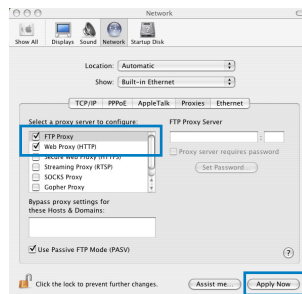 Network
Show All Displays Sound Network Startup Disk
Location: Automatic
Show: Built-in Ethernet
TCP/IP PPPoE AppleTalk Proxies Ethernet
Select a proxy server to configure:
FTP Proxy
Web Proxy (HTTP)
Secure Web Proxy (HTTPS)
Streaming Proxy (RTSP)
SOCKS Proxy
Gopher Proxy
FTP Proxy Server
:
Proxy server requires password
Set Password...
Bypass proxy settings for
these Hosts & Domains:
Use Passive FTP Mode (PASV)
?
Click the lock to prevent further changes.
Assist me...
Apply Now